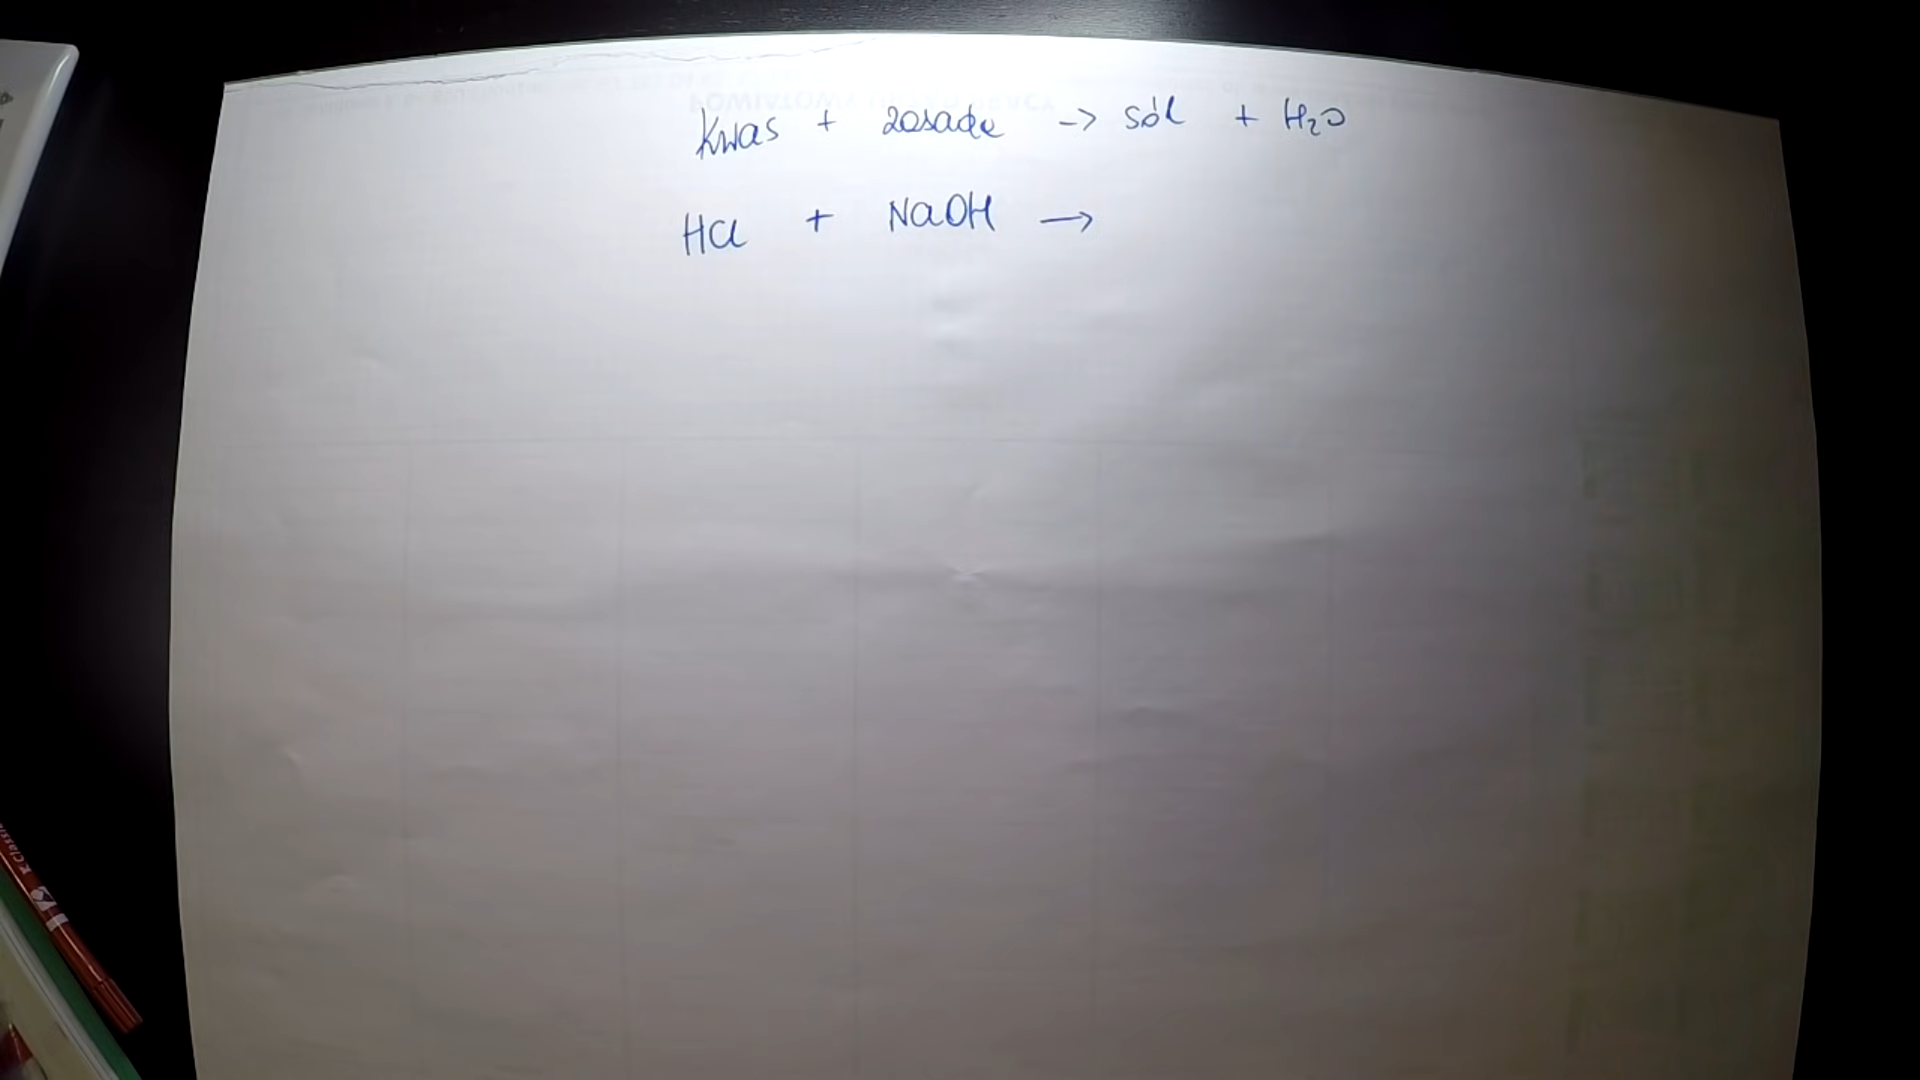 Kwas + zasada -> sól + H₂O
HCl + NaOH ->